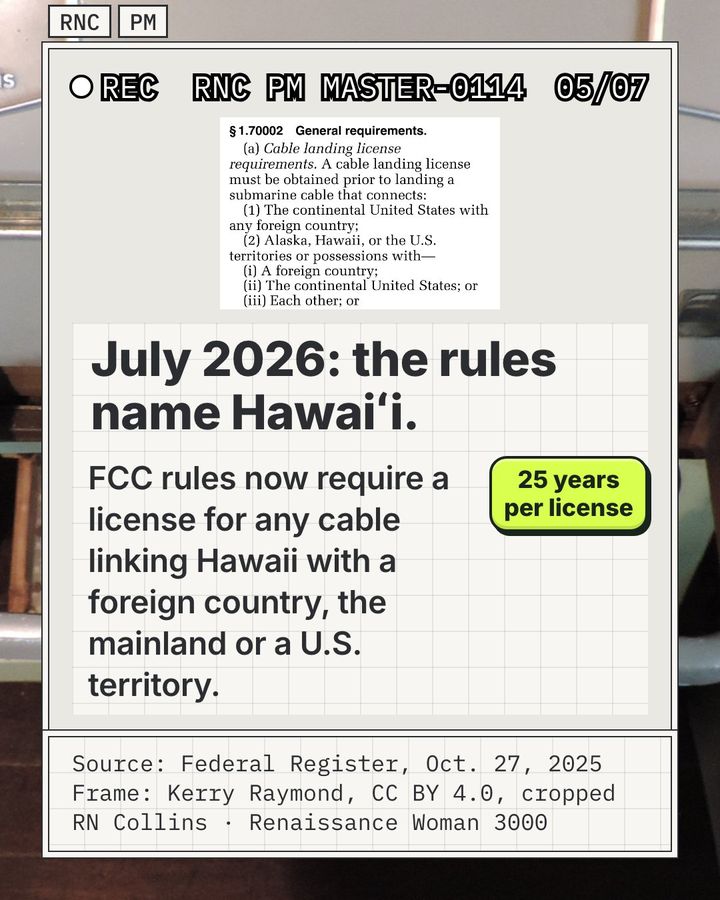 RNC PM
REC RNC PM MASTER-0114 05/07
§ 1.70002 General requirements.
(a) Cable landing license
requirements. A cable landing license
must be obtained prior to landing a
submarine cable that connects:
(1) The continental United States with
any foreign country;
(2) Alaska, Hawaii, or the U.S.
territories or possessions with—
(i) A foreign country;
(ii) The continental United States; or
(iii) Each other; or
July 2026: the rules
name Hawaiʻi.
FCC rules now require a
license for any cable
linking Hawaii with a
foreign country, the
mainland or a U.S.
territory.
25 years
per license
Source: Federal Register, Oct. 27, 2025
Frame: Kerry Raymond, CC BY 4.0, cropped
RN Collins · Renaissance Woman 3000